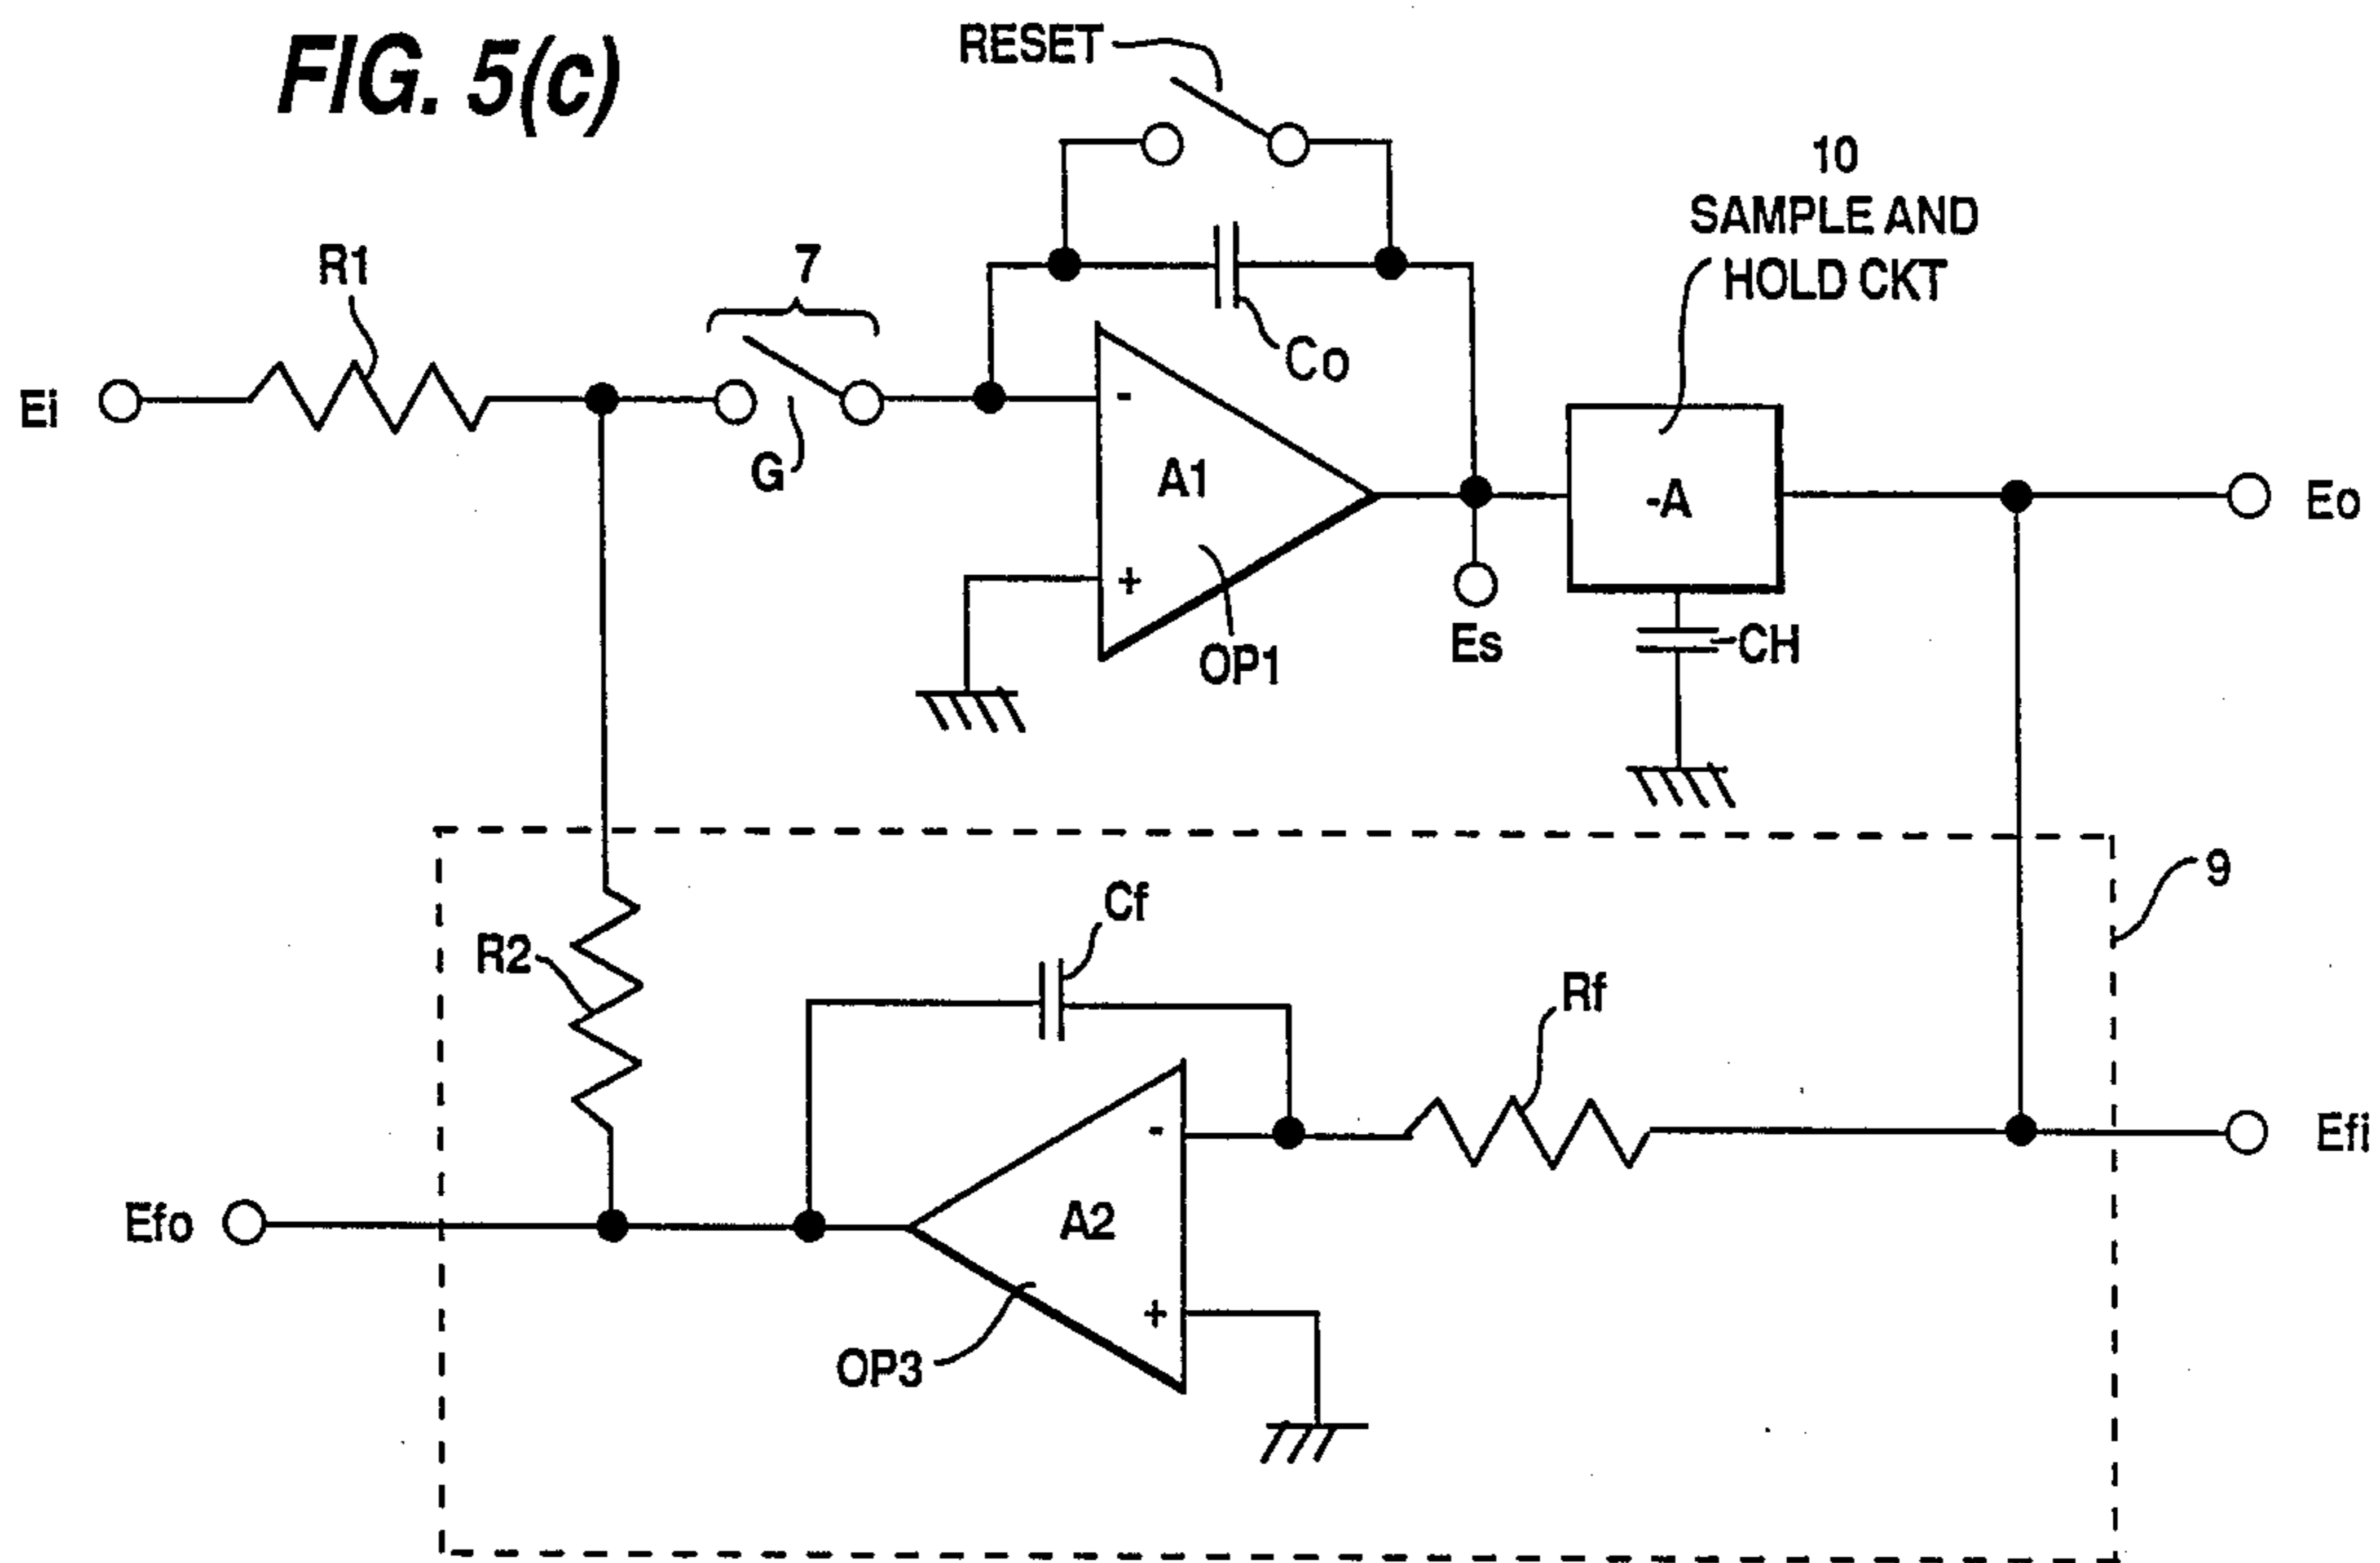 FIG. 5(c)
RESET
10
SAMPLE AND
HOLD CKT
R1
7
Co
Ei
G
-
A1
+
OP1
-A
Es
CH
Eo
9
R2
Cf
Rf
-
A2
+
OP3
Efo
Efi